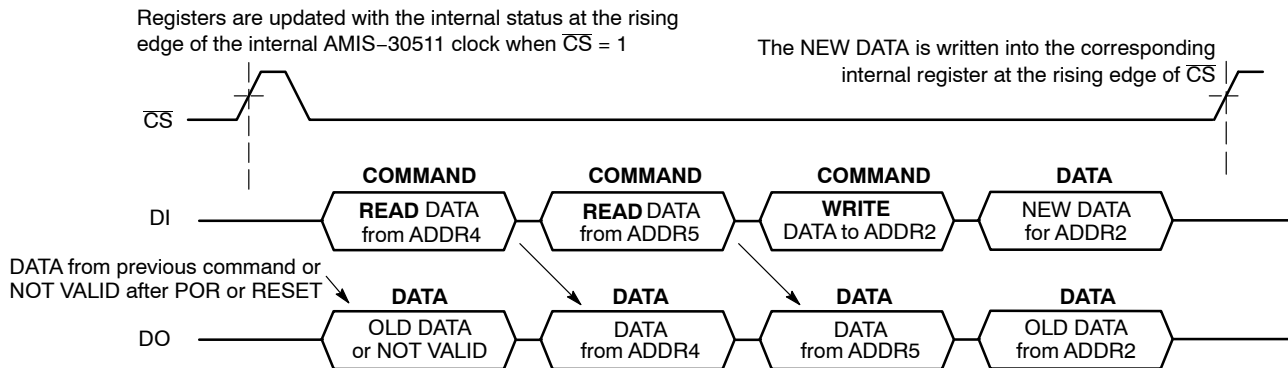 Registers are updated with the internal status at the rising
edge of the internal AMIS−30511 clock when C̅S̅ = 1
The NEW DATA is written into the corresponding
internal register at the rising edge of C̅S̅
C̅S̅
COMMAND COMMAND COMMAND DATA
DI
READ DATA
from ADDR4
READ DATA
from ADDR5
WRITE
DATA to ADDR2
NEW DATA
for ADDR2
DATA from previous command or
NOT VALID after POR or RESET
DATA DATA DATA DATA
DO
OLD DATA
or NOT VALID
DATA
from ADDR4
DATA
from ADDR5
OLD DATA
from ADDR2